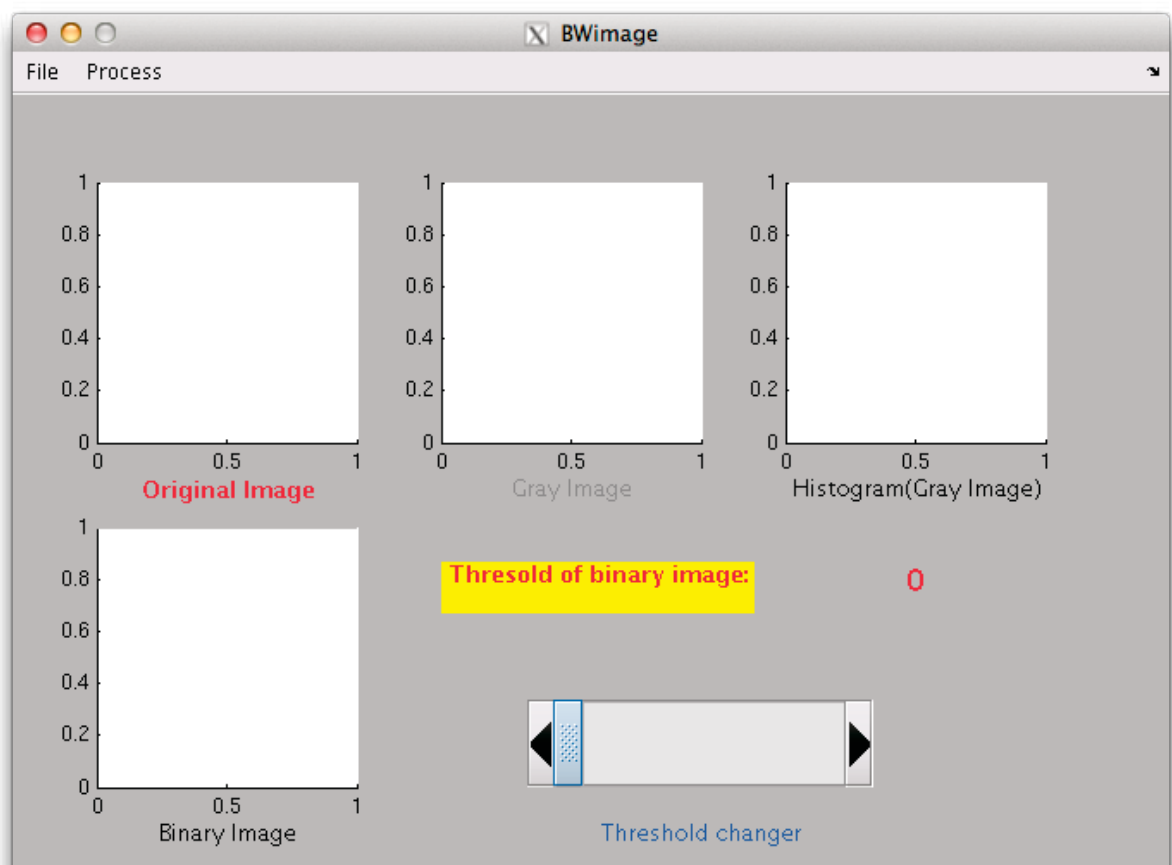 BWimage
File Process
1 1 1
0.8 0.8 0.8
0.6 0.6 0.6
0.4 0.4 0.4
0.2 0.2 0.2
0 0 0
0 0.5 1 0 0.5 1 0 0.5 1
Original Image Gray Image Histogram(Gray Image)
1
0.8 Thresold of binary image: 0
0.6
0.4
0.2
0
0 0.5 1
Binary Image Threshold changer